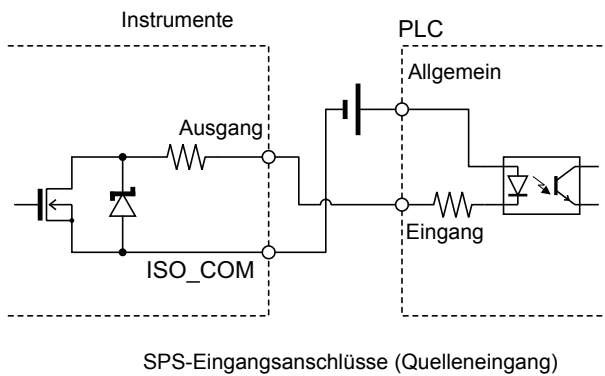 Instrumente
PLC
Allgemein
Ausgang
Eingang
ISO_COM
SPS-Eingangsanschlüsse (Quelleneingang)